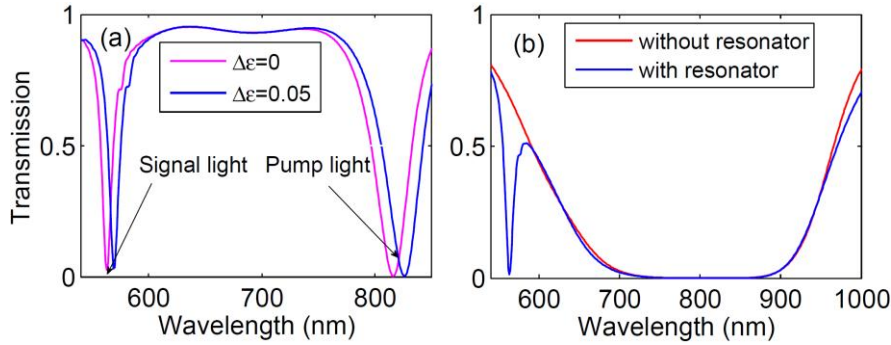 (a)
Δε=0
Δε=0.05
Signal light
Pump light
Transmission
1
0.5
0
600
700
800
Wavelength (nm)
(b)
without resonator
with resonator
1
0.5
0
600
700
800
900
1000
Wavelength (nm)